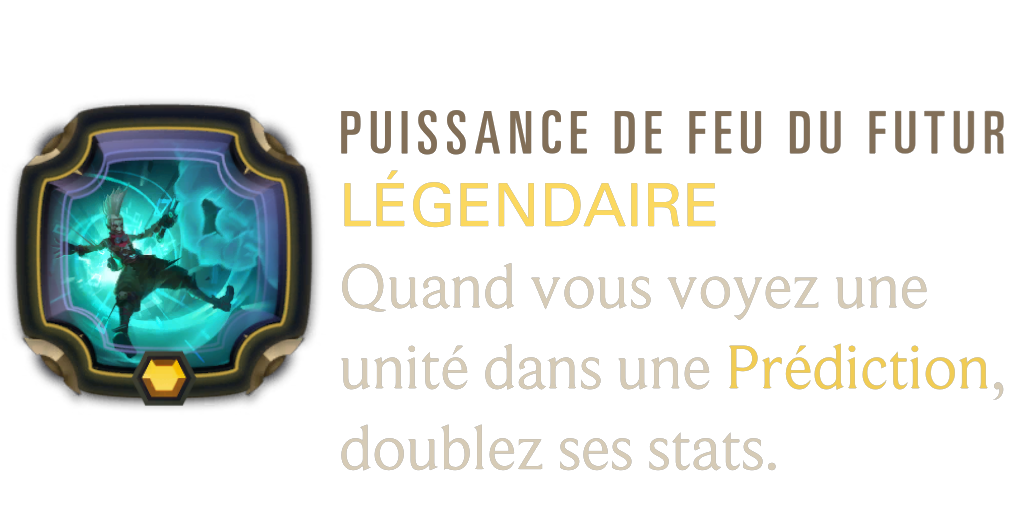 PUISSANCE DE FEU DU FUTUR
LÉGENDAIRE
Quand vous voyez une
unité dans une Prédiction,
doublez ses stats.